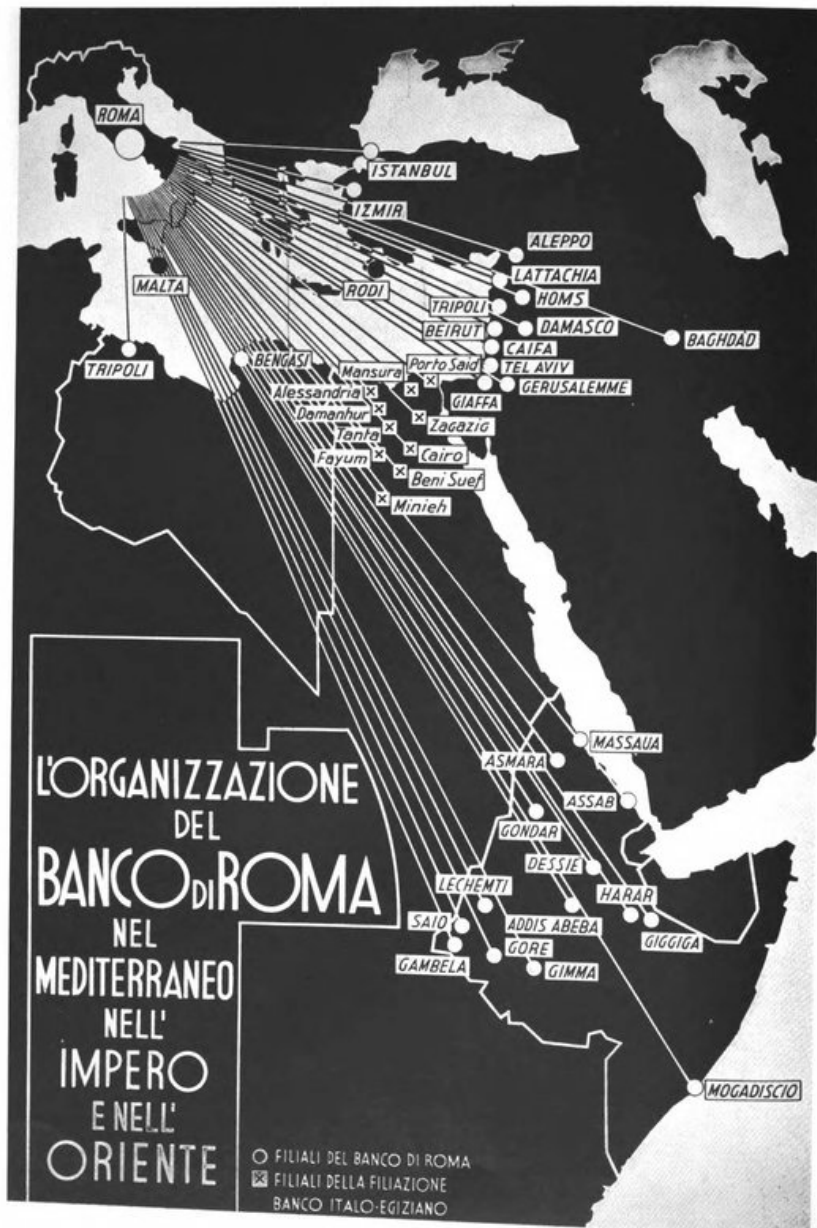 ROMA
ISTANBUL
IZMIR
ALEPPO
LATTACHIA
MALTA
RODI
HOMS
TRIPOLI
BEIRUT
DAMASCO
BAGHDAD
TRIPOLI
BENGASI
CAIFA
Mansura
Porto Said
TEL AVIV
Alessandria
GIAFFA
GERUSALEMME
Damanhur
Zagazig
Tanta
Fayum
Cairo
Beni Suef
Minieh
MASSAUA
ASMARA
ASSAB
GONDAR
DESSIE
LECHEMTI
HARAR
SAIO
ADDIS ABEBA
GIGGIGA
GORE
GAMBELA
GIMMA
MOGADISCIO
L'ORGANIZZAZIONE
DEL
BANCO DI ROMA
NEL
MEDITERRANEO
NELL'
IMPERO
E NELL'
ORIENTE
FILIALI DEL BANCO DI ROMA
FILIALI DELLA FILIAZIONE
BANCO ITALO-EGIZIANO